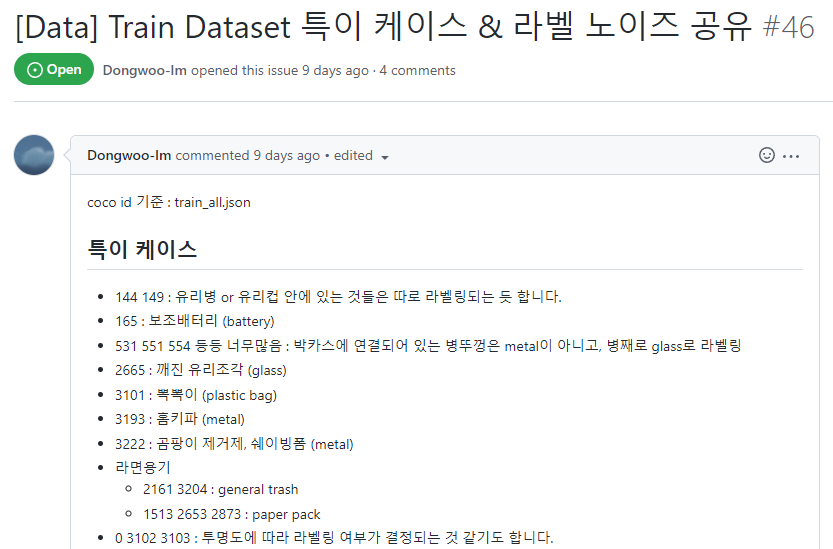 [Data] Train Dataset 특이 케이스 & 라벨 노이즈 공유 #46
Open Dongwoo-Im opened this issue 9 days ago · 4 comments
Dongwoo-Im commented 9 days ago • edited
coco id 기준 : train_all.json
특이 케이스
144 149 : 유리병 or 유리컵 안에 있는 것들은 따로 라벨링되는 듯 합니다.
165 : 보조배터리 (battery)
531 551 554 등등 너무많음 : 박카스에 연결되어 있는 병뚜껑은 metal이 아니고, 병째로 glass로 라벨링
2665 : 깨진 유리조각 (glass)
3101 : 뽁뽁이 (plastic bag)
3193 : 홈키파 (metal)
3222 : 곰팡이 제거제, 쉐이빙폼 (metal)
라면용기
2161 3204 : general trash
1513 2653 2873 : paper pack
0 3102 3103 : 투명도에 따라 라벨링 여부가 결정되는 것 같기도 합니다.